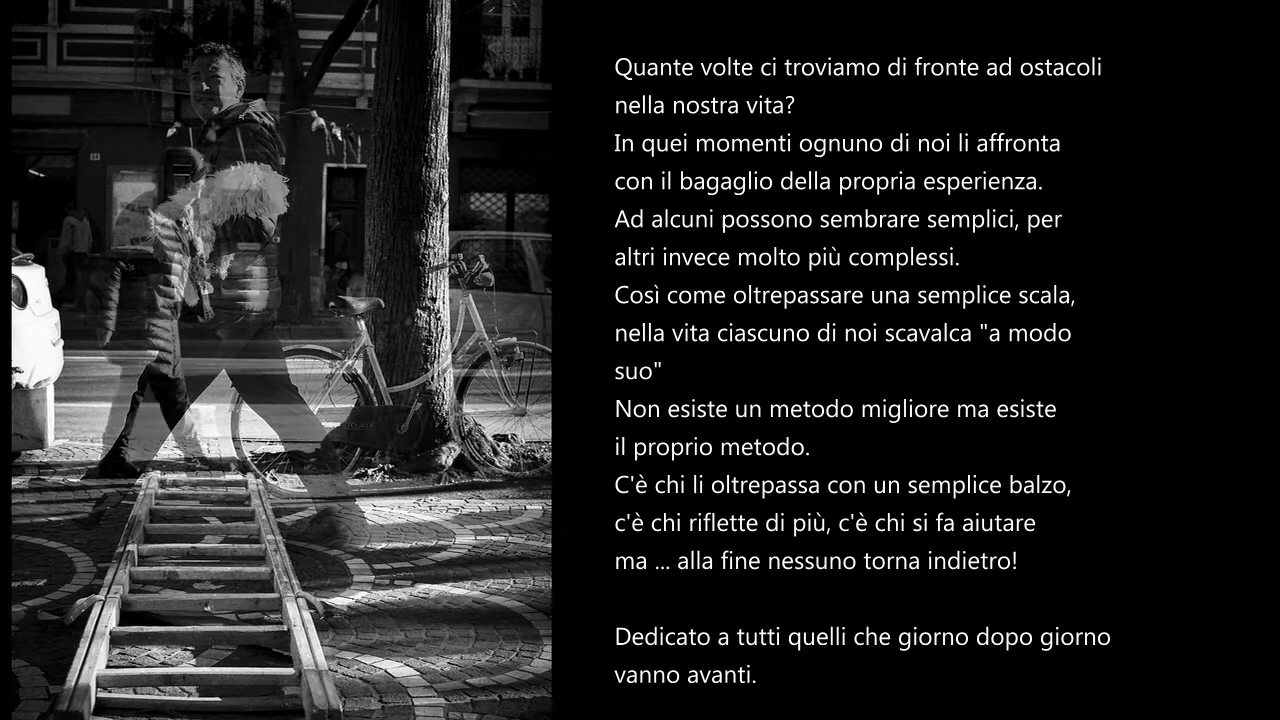 Quante volte ci troviamo di fronte ad ostacoli
nella nostra vita?
In quei momenti ognuno di noi li affronta
con il bagaglio della propria esperienza.
Ad alcuni possono sembrare semplici, per
altri invece molto più complessi.
Così come oltrepassare una semplice scala,
nella vita ciascuno di noi scavalca "a modo
suo"
Non esiste un metodo migliore ma esiste
il proprio metodo.
C'è chi li oltrepassa con un semplice balzo,
c'è chi riflette di più, c'è chi si fa aiutare
ma ... alla fine nessuno torna indietro!
Dedicato a tutti quelli che giorno dopo giorno
vanno avanti.